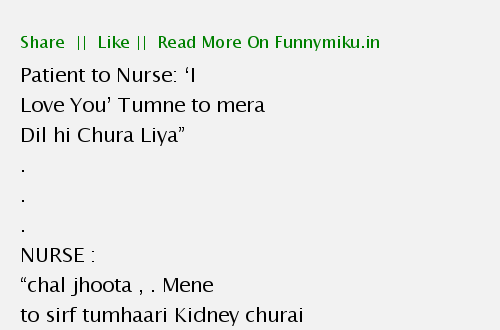 Share || Like || Read More On Funnymiku.in
Patient to Nurse: ‘I
Love You’ Tumne to mera
Dil hi Chura Liya”
.
.
.
NURSE :
“chal jhoota , . Mene
to sirf tumhaari Kidney churai